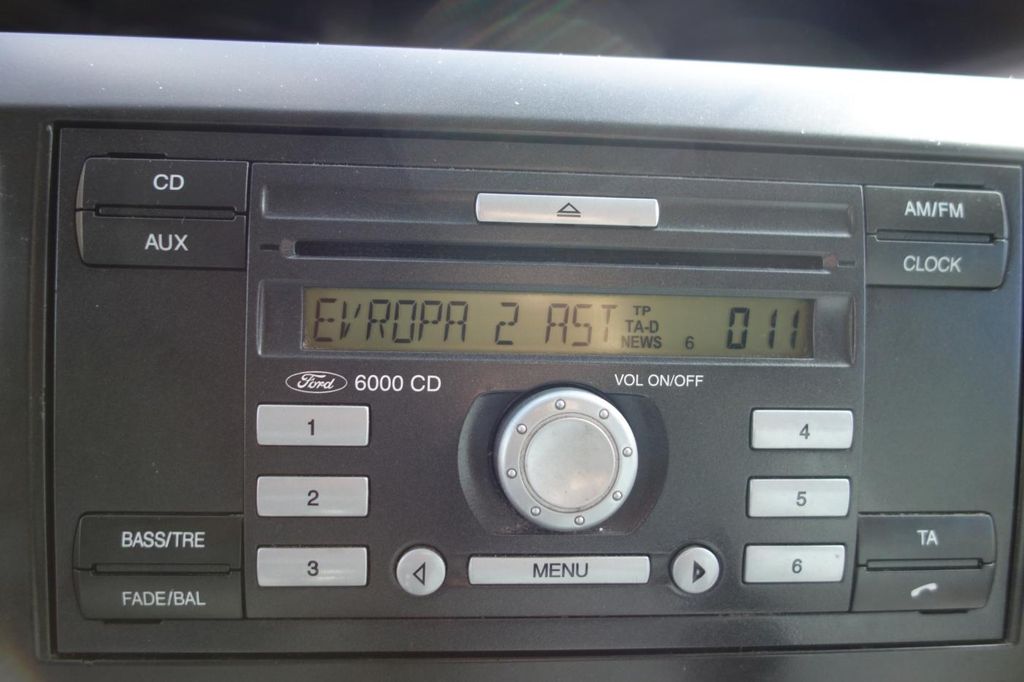 CD
AUX
AM/FM
CLOCK
EVROPA 2 AST
TP
TA-D
NEWS 6
011
Ford 6000 CD
VOL ON/OFF
1
2
3
4
5
6
BASS/TRE
FADE/BAL
MENU
TA